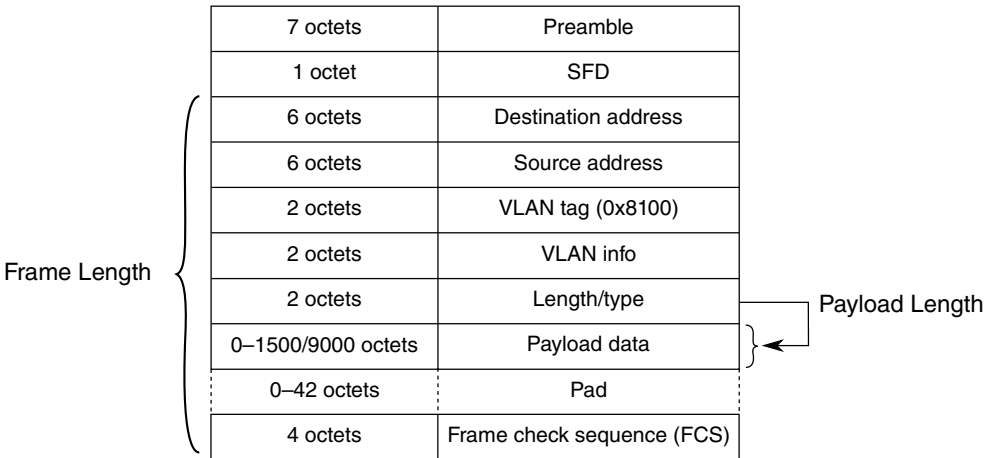 7 octets Preamble
1 octet SFD
6 octets Destination address
6 octets Source address
2 octets VLAN tag (0x8100)
2 octets VLAN info
Frame Length
2 octets Length/type
Payload Length
0–1500/9000 octets Payload data
0–42 octets Pad
4 octets Frame check sequence (FCS)